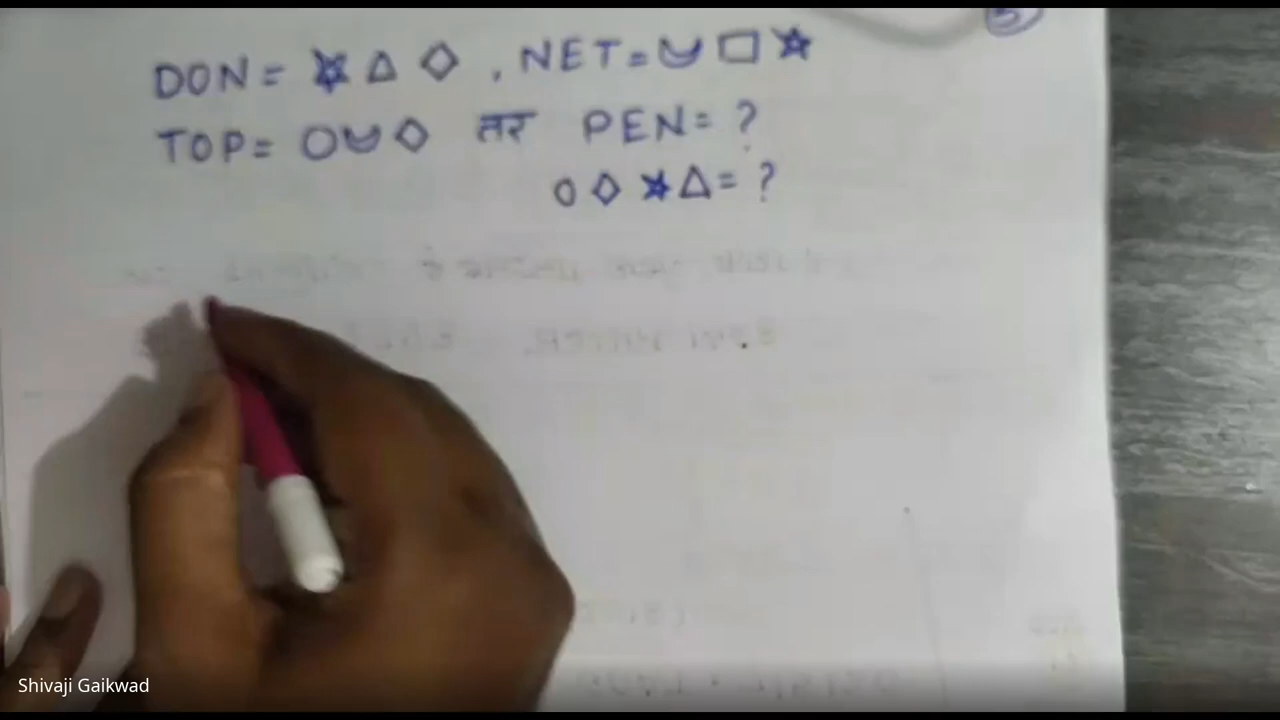 DON = ☆ △ ◇ , NET = ◡ □ ☆
TOP = ○ ◡ ◇ तर PEN = ?
○ ◇ ☆ △ = ?
Shivaji Gaikwad